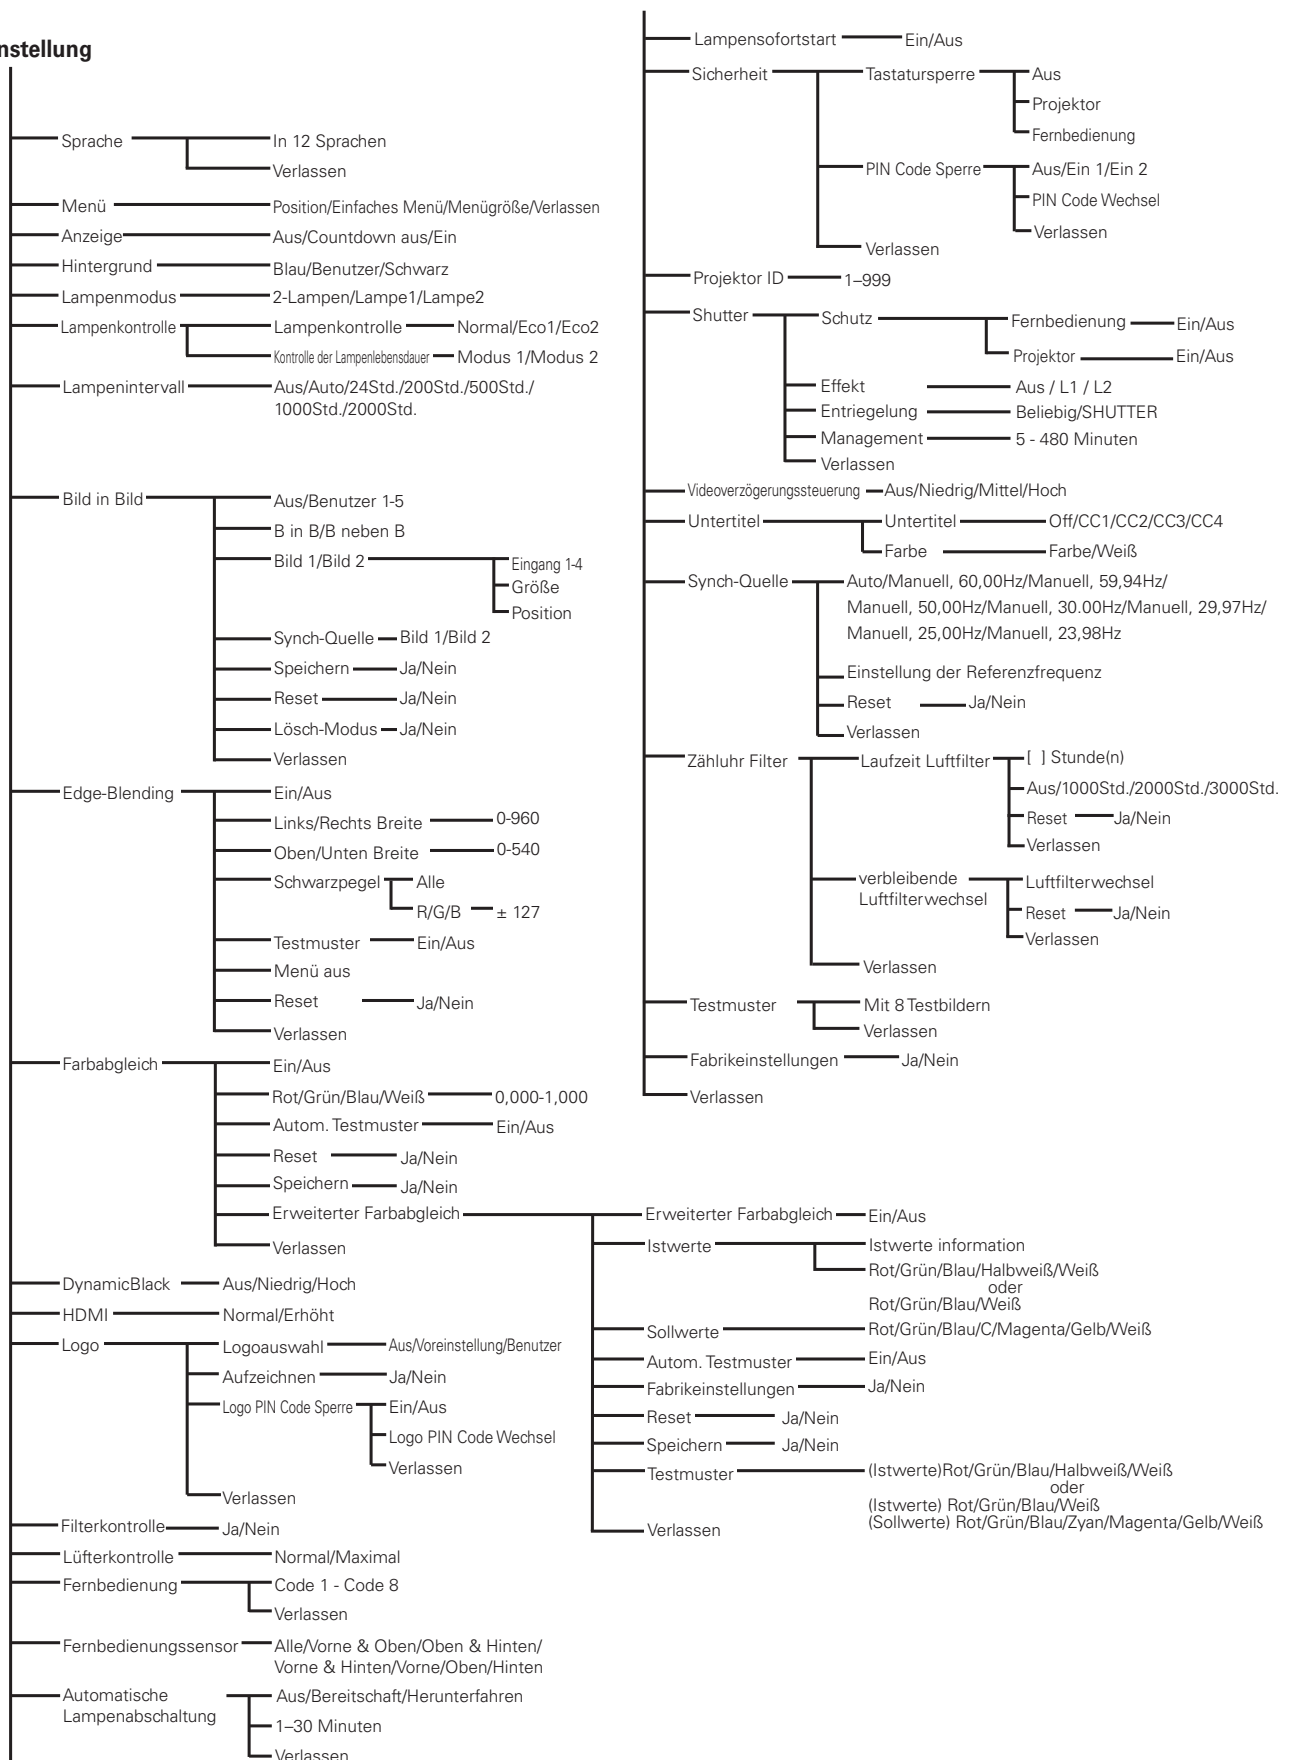 nstellung
Sprache In 12 Sprachen
Verlassen
Menü Position/Einfaches Menü/Menügröße/Verlassen
Anzeige Aus/Countdown aus/Ein
Hintergrund Blau/Benutzer/Schwarz
Lampenmodus 2-Lampen/Lampe1/Lampe2
Lampenkontrolle Lampenkontrolle Normal/Eco1/Eco2
Kontrolle der Lampenlebensdauer Modus 1/Modus 2
Lampenintervall Aus/Auto/24Std./200Std./500Std./
1000Std./2000Std.
Bild in Bild Aus/Benutzer 1-5
B in B/B neben B
Bild 1/Bild 2 Eingang 1-4
Größe
Position
Synch-Quelle Bild 1/Bild 2
Speichern Ja/Nein
Reset Ja/Nein
Lösch-Modus Ja/Nein
Verlassen
Edge-Blending Ein/Aus
Links/Rechts Breite 0-960
Oben/Unten Breite 0-540
Schwarzpegel Alle
R/G/B ± 127
Testmuster Ein/Aus
Menü aus
Reset Ja/Nein
Verlassen
Farbabgleich Ein/Aus
Rot/Grün/Blau/Weiß 0,000-1,000
Autom. Testmuster Ein/Aus
Reset Ja/Nein
Speichern Ja/Nein
Erweiterter Farbabgleich
Verlassen
DynamicBlack Aus/Niedrig/Hoch
HDMI Normal/Erhöht
Logo Logoauswahl Aus/Voreinstellung/Benutzer
Aufzeichnen Ja/Nein
Logo PIN Code Sperre Ein/Aus
Logo PIN Code Wechsel
Verlassen
Verlassen
Filterkontrolle Ja/Nein
Lüfterkontrolle Normal/Maximal
Fernbedienung Code 1 - Code 8
Verlassen
Fernbedienungssensor Alle/Vorne & Oben/Oben & Hinten/
Vorne & Hinten/Vorne/Oben/Hinten
Automatische Aus/Bereitschaft/Herunterfahren
Lampenabschaltung
1–30 Minuten
Verlassen
Lampensofortstart Ein/Aus
Sicherheit Tastatursperre Aus
Projektor
Fernbedienung
PIN Code Sperre Aus/Ein 1/Ein 2
PIN Code Wechsel
Verlassen
Verlassen
Projektor ID 1–999
Shutter Schutz Fernbedienung Ein/Aus
Projektor Ein/Aus
Effekt Aus / L1 / L2
Entriegelung Beliebig/SHUTTER
Management 5 - 480 Minuten
Verlassen
Videoverzögerungssteuerung Aus/Niedrig/Mittel/Hoch
Untertitel Untertitel Off/CC1/CC2/CC3/CC4
Farbe Farbe/Weiß
Synch-Quelle Auto/Manuell, 60,00Hz/Manuell, 59,94Hz/
Manuell, 50,00Hz/Manuell, 30.00Hz/Manuell, 29,97Hz/
Manuell, 25,00Hz/Manuell, 23,98Hz
Einstellung der Referenzfrequenz
Reset Ja/Nein
Verlassen
Zähluhr Filter Laufzeit Luftfilter [ ] Stunde(n)
Aus/1000Std./2000Std./3000Std.
Reset Ja/Nein
Verlassen
verbleibende Luftfilterwechsel
Luftfilterwechsel
Reset Ja/Nein
Verlassen
Verlassen
Testmuster Mit 8 Testbildern
Verlassen
Fabrikeinstellungen Ja/Nein
Verlassen
Erweiterter Farbabgleich Ein/Aus
Istwerte Istwerte information
Rot/Grün/Blau/Halbweiß/Weiß
oder
Rot/Grün/Blau/Weiß
Sollwerte Rot/Grün/Blau/C/Magenta/Gelb/Weiß
Autom. Testmuster Ein/Aus
Fabrikeinstellungen Ja/Nein
Reset Ja/Nein
Speichern Ja/Nein
Testmuster (Istwerte)Rot/Grün/Blau/Halbweiß/Weiß
oder
(Istwerte) Rot/Grün/Blau/Weiß
(Sollwerte) Rot/Grün/Blau/Zyan/Magenta/Gelb/Weiß
Verlassen